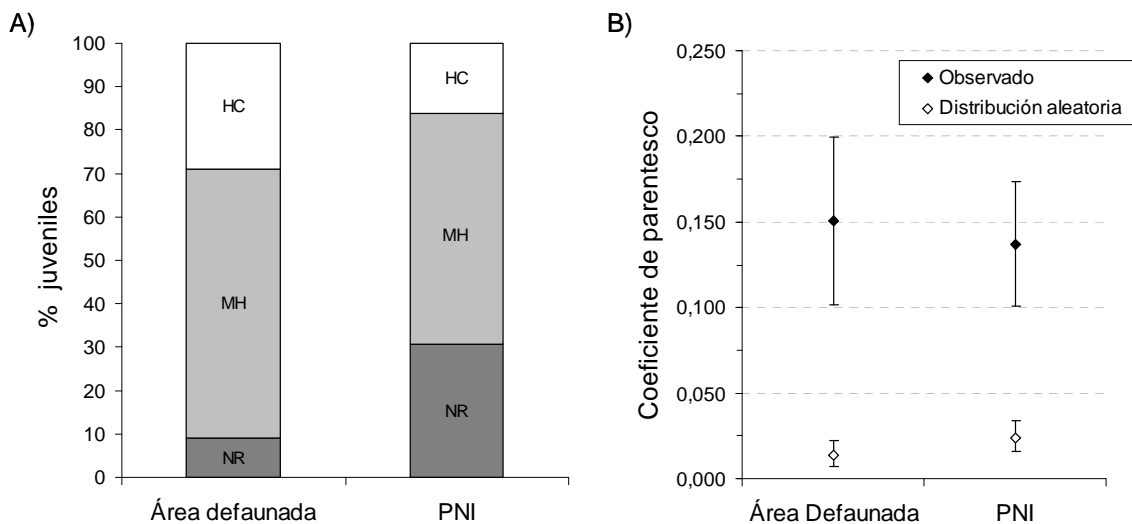 A)
% juveniles
100
90
80
70
60
50
40
30
20
10
0
HC
MH
NR
HC
MH
NR
Área defaunada
PNI
B)
Coeficiente de parentesco
0,250
0,200
0,150
0,100
0,050
0,000
Observado
Distribución aleatoria
Área Defaunada
PNI